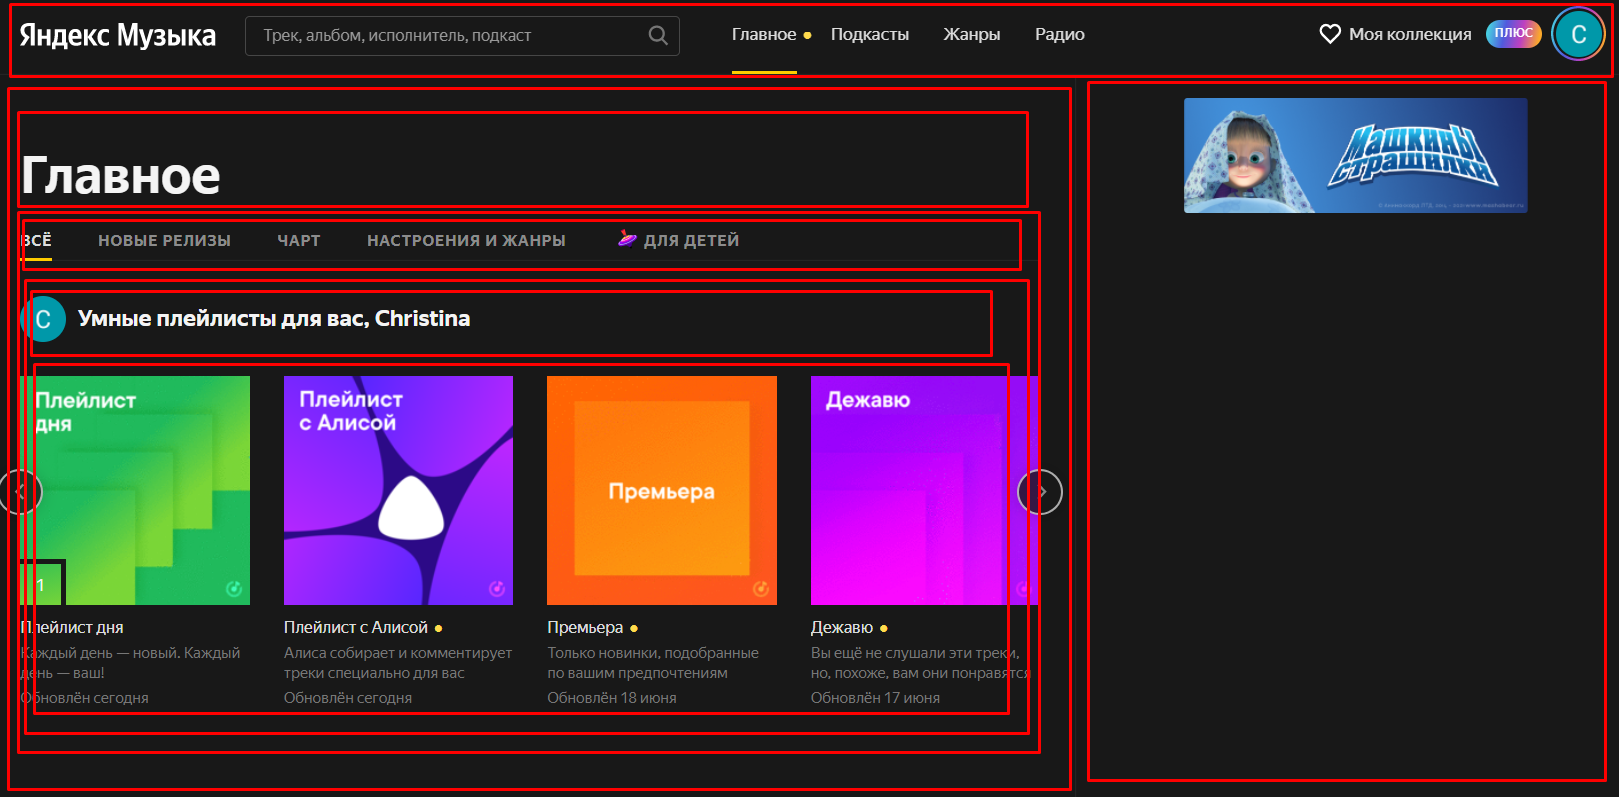 Яндекс Музыка
Трек, альбом, исполнитель, подкаст
Главное
Подкасты
Жанры
Радио
Моя коллекция
ПЛЮС
C
МАШКИНЫ
СТРАШИЛКИ
Главное
ВСЁ
НОВЫЕ РЕЛИЗЫ
ЧАРТ
НАСТРОЕНИЯ И ЖАНРЫ
ДЛЯ ДЕТЕЙ
C
Умные плейлисты для вас, Christina
Плейлист
дня
1
Плейлист дня
Каждый день — новый. Каждый
день — ваш!
Обновлён сегодня
Плейлист
с Алисой
Плейлист с Алисой
Алиса собирает и комментирует
треки специально для вас
Обновлён сегодня
Премьера
Премьера
Только новинки, подобранные
по вашим предпочтениям
Обновлён 18 июня
Дежавю
Дежавю
Вы ещё не слушали эти треки,
но, похоже, вам они понравятся
Обновлён 17 июня